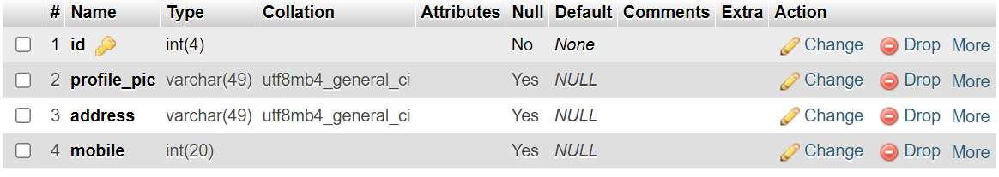 # Name Type Collation Attributes Null Default Comments Extra Action
1 id int(4) No None Change Drop More
2 profile_pic varchar(49) utf8mb4_general_ci Yes NULL Change Drop More
3 address varchar(49) utf8mb4_general_ci Yes NULL Change Drop More
4 mobile int(20) Yes NULL Change Drop More